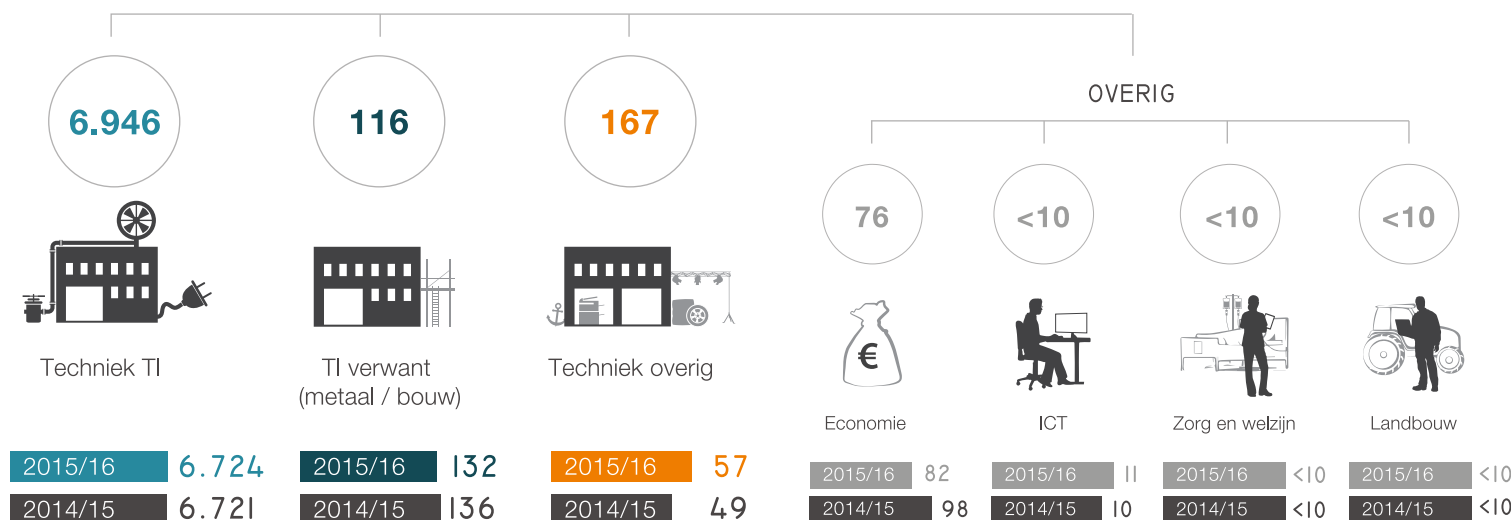 6.946
116
167
OVERIG
76
<10
<10
<10
€
Techniek TI
TI verwant
(metaal / bouw)
Techniek overig
Economie
ICT
Zorg en welzijn
Landbouw
2015/16 6.724
2014/15 6.721
2015/16 132
2014/15 136
2015/16 57
2014/15 49
2015/16 82
2014/15 98
2015/16 11
2014/15 10
2015/16 <10
2014/15 <10
2015/16 <10
2014/15 <10